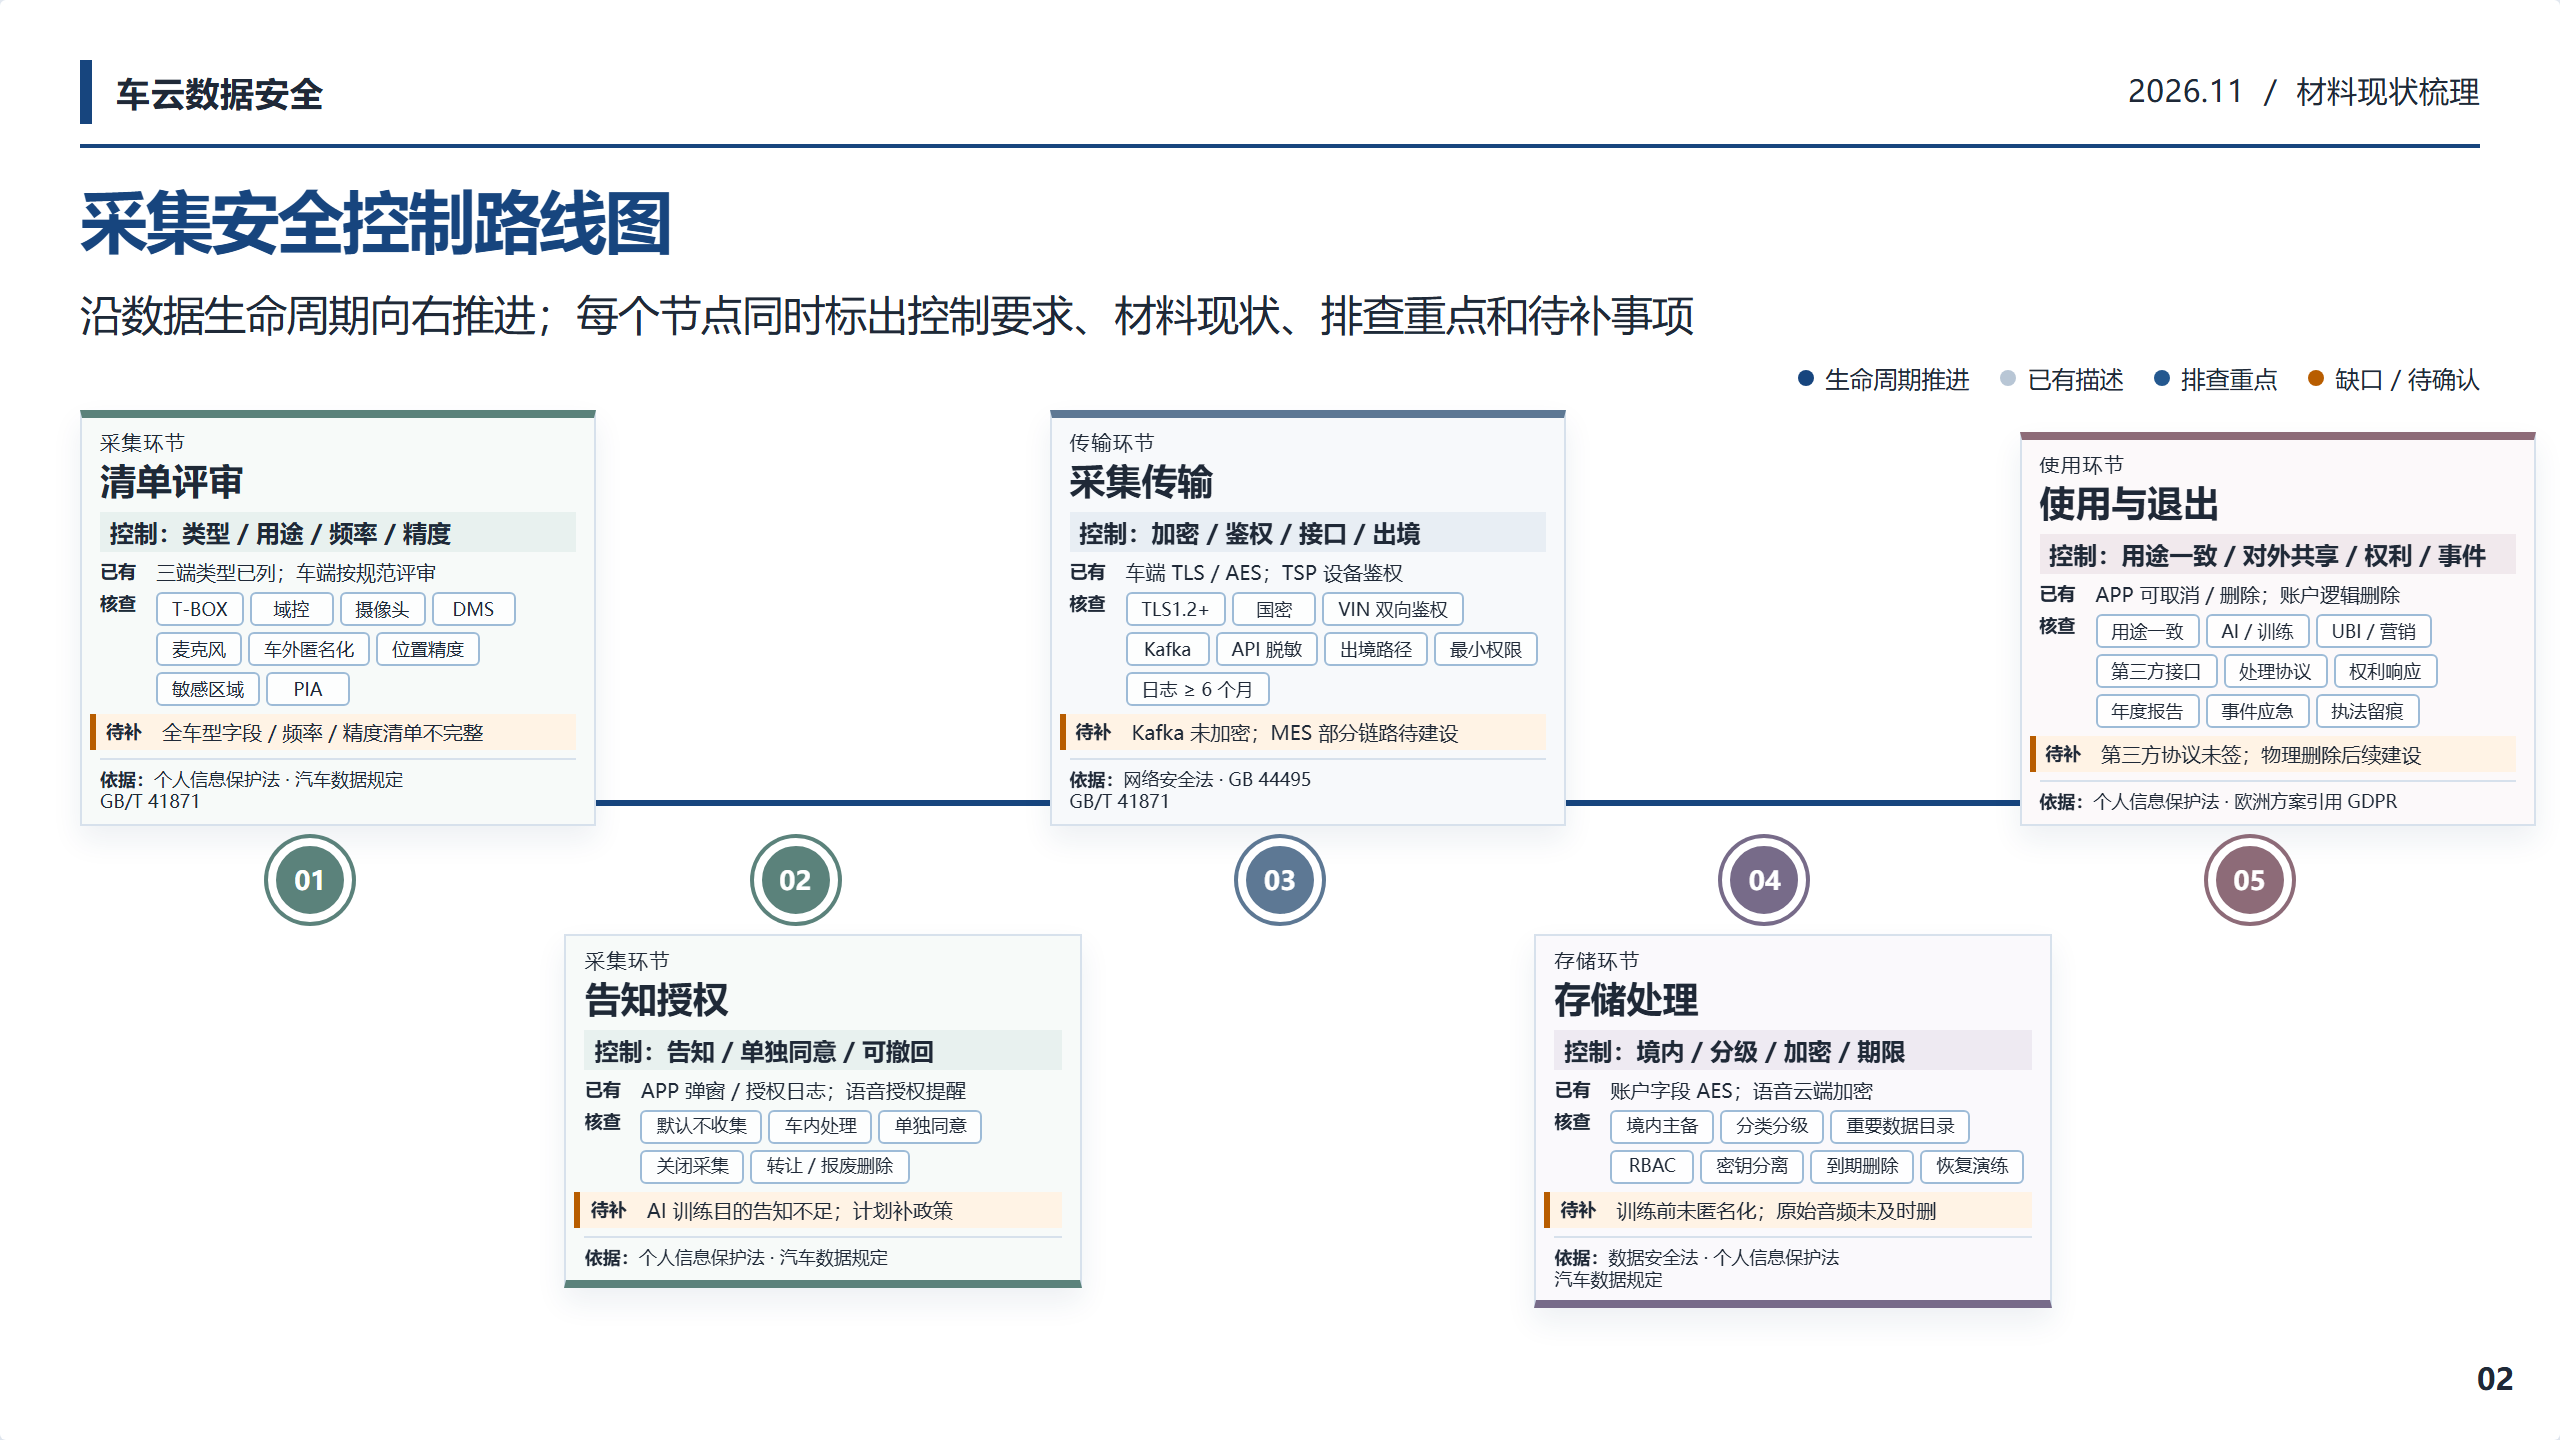 车云数据安全
2026.11 / 材料现状梳理
采集安全控制路线图
沿数据生命周期向右推进；每个节点同时标出控制要求、材料现状、排查重点和待补事项
生命周期推进 已有描述 排查重点 缺口 / 待确认
采集环节
清单评审
控制：类型 / 用途 / 频率 / 精度
已有 三端类型已列；车端按规范评审
核查 T-BOX 域控 摄像头 DMS
麦克风 车外匿名化 位置精度
敏感区域 PIA
待补 全车型字段 / 频率 / 精度清单不完整
依据：个人信息保护法 · 汽车数据规定
GB/T 41871
01
采集环节
告知授权
控制：告知 / 单独同意 / 可撤回
已有 APP 弹窗 / 授权日志；语音授权提醒
核查 默认不收集 车内处理 单独同意
关闭采集 转让 / 报废删除
待补 AI 训练目的告知不足；计划补政策
依据：个人信息保护法 · 汽车数据规定
02
传输环节
采集传输
控制：加密 / 鉴权 / 接口 / 出境
已有 车端 TLS / AES；TSP 设备鉴权
核查 TLS1.2+ 国密 VIN 双向鉴权
Kafka API 脱敏 出境路径 最小权限
日志 ≥ 6 个月
待补 Kafka 未加密；MES 部分链路待建设
依据：网络安全法 · GB 44495
GB/T 41871
03
存储环节
存储处理
控制：境内 / 分级 / 加密 / 期限
已有 账户字段 AES；语音云端加密
核查 境内主备 分类分级 重要数据目录
RBAC 密钥分离 到期删除 恢复演练
待补 训练前未匿名化；原始音频未及时删
依据：数据安全法 · 个人信息保护法
汽车数据规定
04
使用环节
使用与退出
控制：用途一致 / 对外共享 / 权利 / 事件
已有 APP 可取消 / 删除；账户逻辑删除
核查 用途一致 AI / 训练 UBI / 营销
第三方接口 处理协议 权利响应
年度报告 事件应急 执法留痕
待补 第三方协议未签；物理删除后续建设
依据：个人信息保护法 · 欧洲方案引用 GDPR
05
02